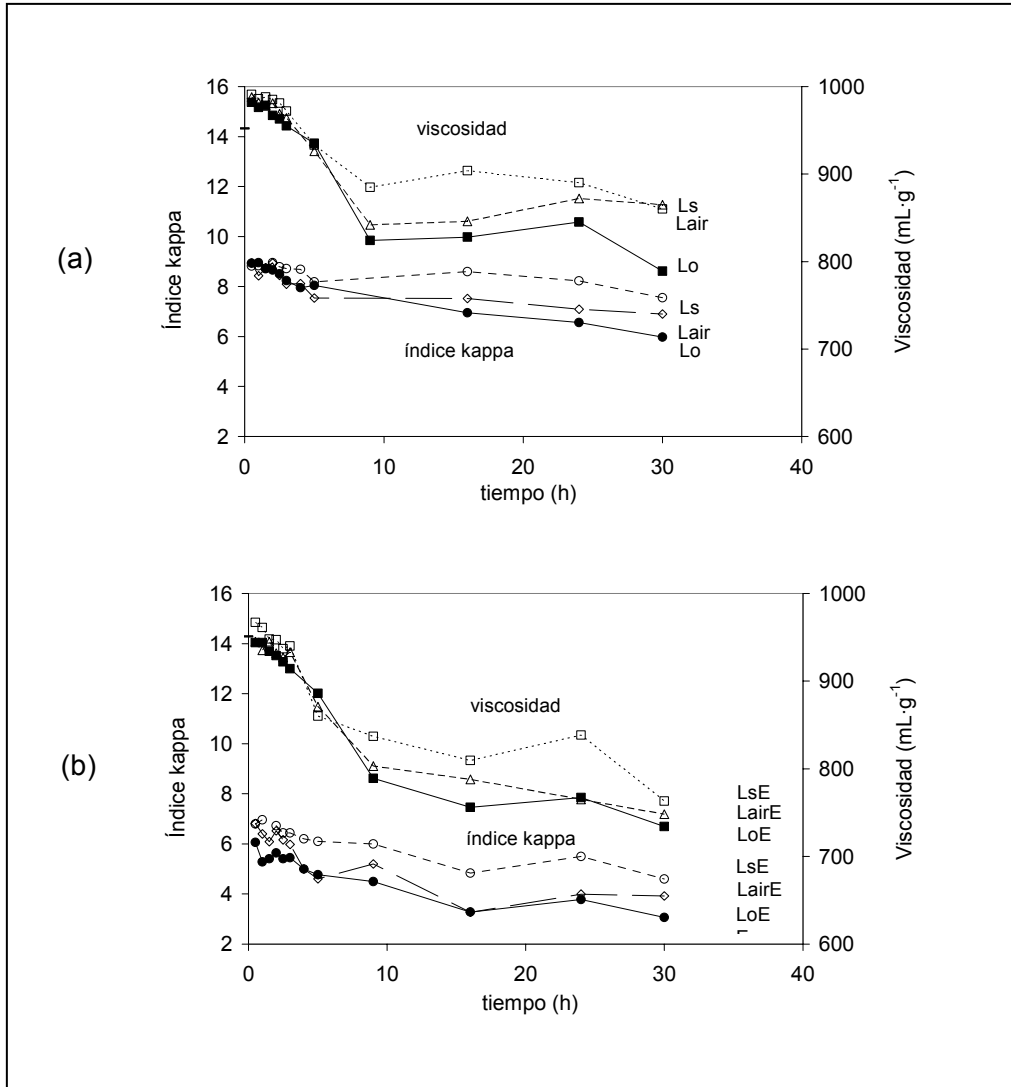 (a)
Índice kappa
16
14
12
10
8
6
4
2
viscosidad
índice kappa
Ls
Lair
Lo
Ls
Lair
Lo
1000
900
800
700
600
Viscosidad (mL·g-1)
0
10
20
30
40
tiempo (h)
(b)
Índice kappa
16
14
12
10
8
6
4
2
viscosidad
índice kappa
LsE
LairE
LoE
LsE
LairE
LoE
1000
900
800
700
600
Viscosidad (mL·g-1)
0
10
20
30
40
tiempo (h)